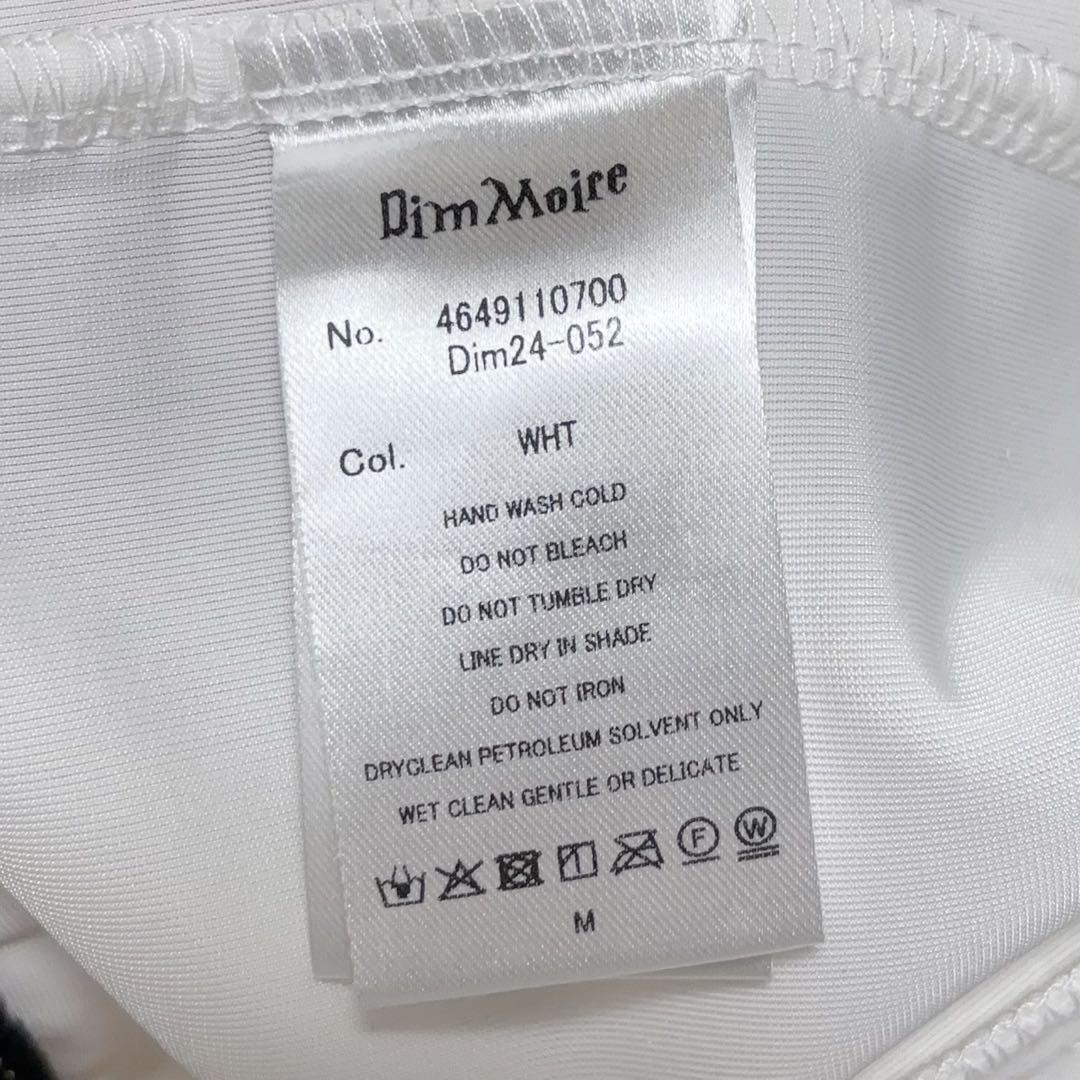 Dim Moire
No. 4649110700
Dim24-052
Col. WHT
HAND WASH COLD
DO NOT BLEACH
DO NOT TUMBLE DRY
LINE DRY IN SHADE
DO NOT IRON
DRYCLEAN PETROLEUM SOLVENT ONLY
WET CLEAN GENTLE OR DELICATE
F W
M